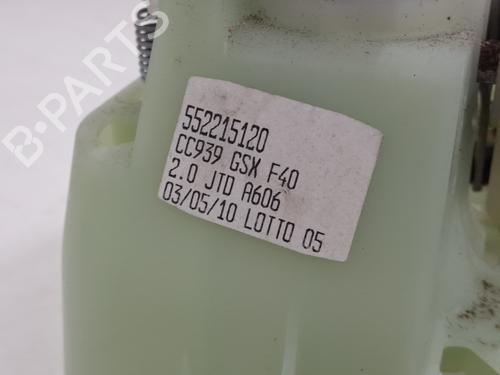 B-PARTS
552215120
CC939 GSX F40
2.0 JTD A606
03/05/10 LOTTO 05